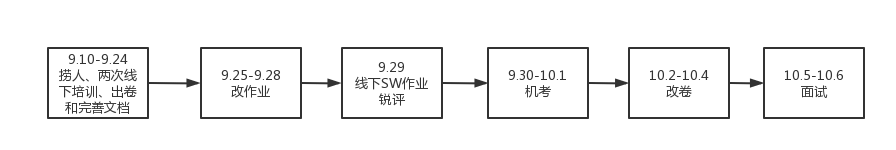 9.10-9.24
捞人、两次线
下培训、出卷
和完善文档
9.25-9.28
改作业
9.29
线下SW作业
锐评
9.30-10.1
机考
10.2-10.4
改卷
10.5-10.6
面试